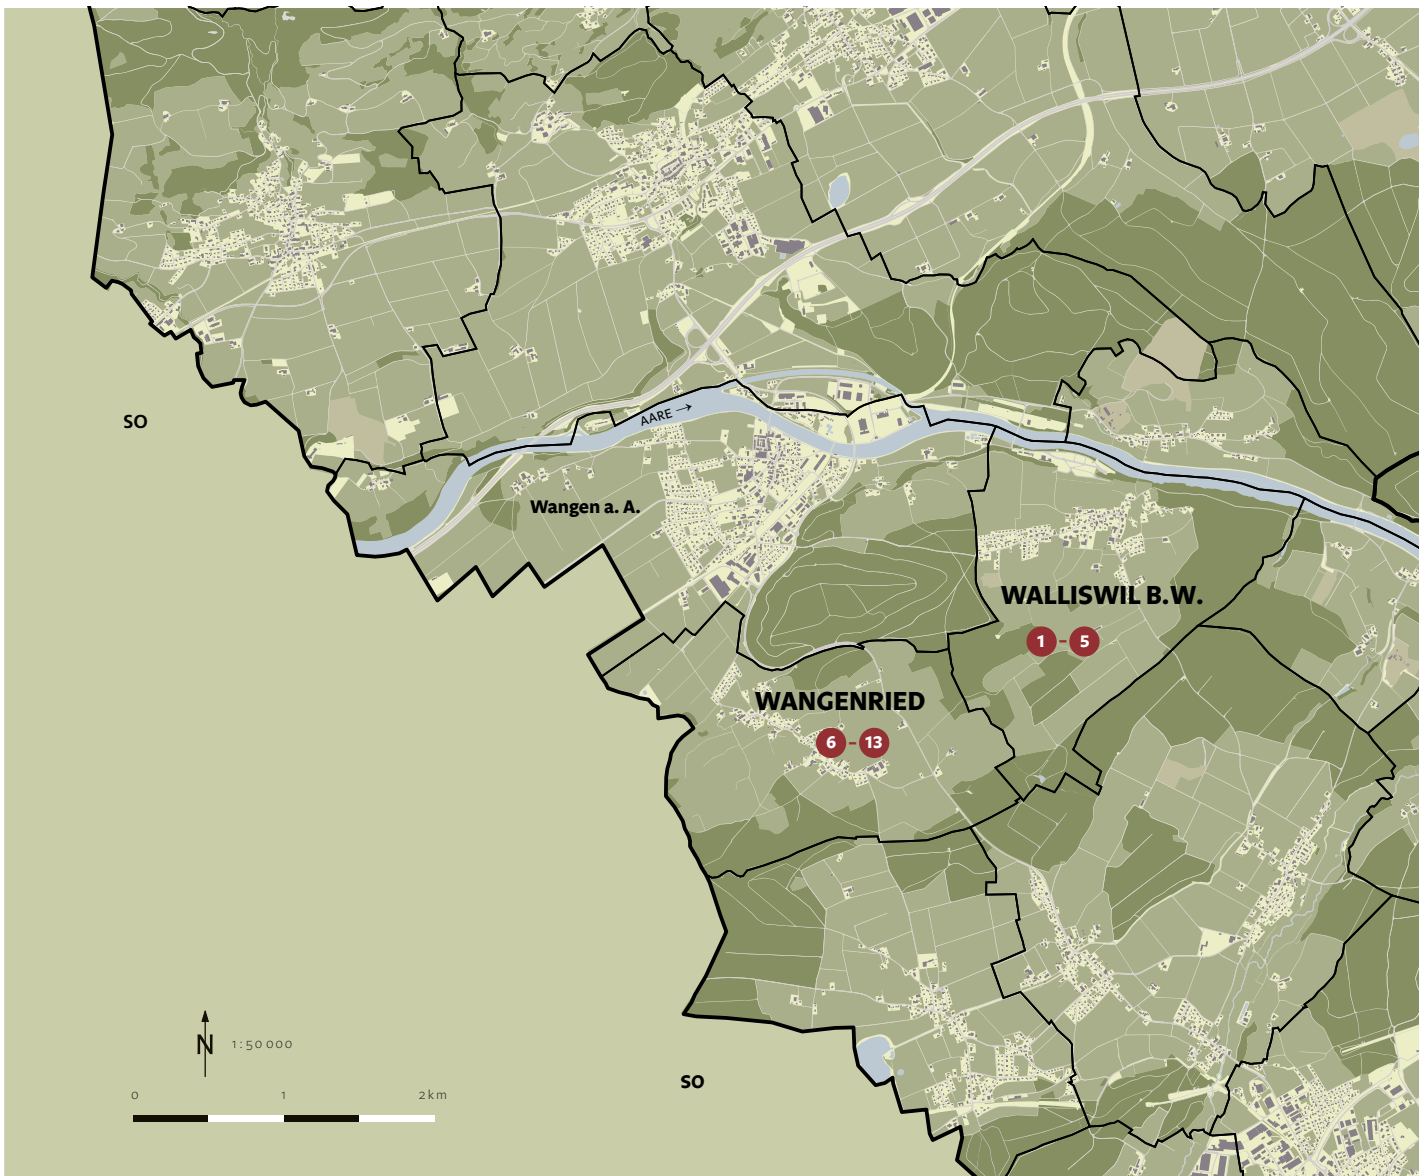 AARE →
SO
Wangen a. A.
WALLISWIL B.W.
1 - 5
WANGENRIED
6 - 13
N 1:50 000
SO
0 1 2 km